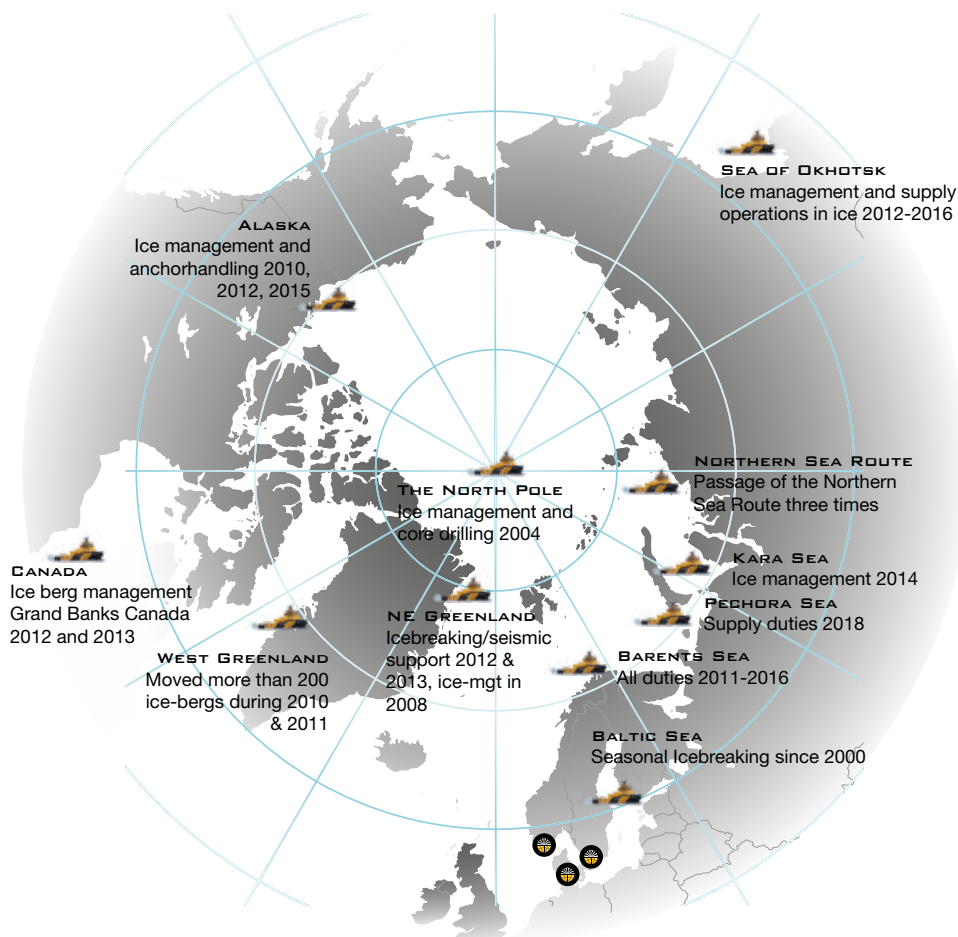 SEA OF OKHOTSK
Ice management and supply
operations in ice 2012-2016
ALASKA
Ice management and
anchorhandling 2010,
2012, 2015
NORTHERN SEA ROUTE
Passage of the Northern
Sea Route three times
THE NORTH POLE
Ice management and
core drilling 2004
KARA SEA
Ice management 2014
CANADA
Ice berg management
Grand Banks Canada
2012 and 2013
PECHORA SEA
Supply duties 2018
NE GREENLAND
Icebreaking/seismic
support 2012 &
2013, ice-mgt in
2008
WEST GREENLAND
Moved more than 200
ice-bergs during 2010
& 2011
BARENTS SEA
All duties 2011-2016
BALTIC SEA
Seasonal Icebreaking since 2000